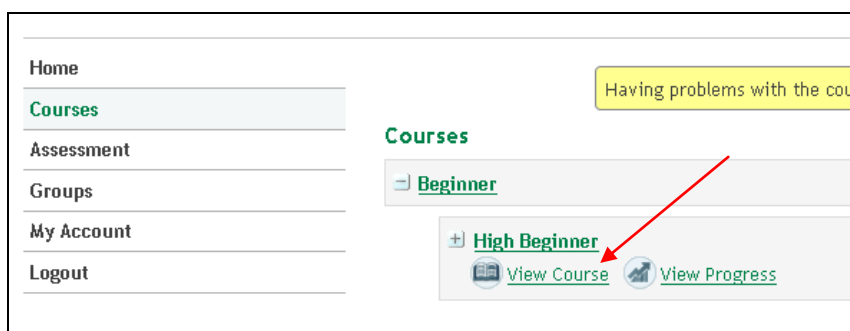 Home
Courses
Assessment
Groups
My Account
Logout
Having problems with the cou
Courses
Beginner
High Beginner
View Course View Progress